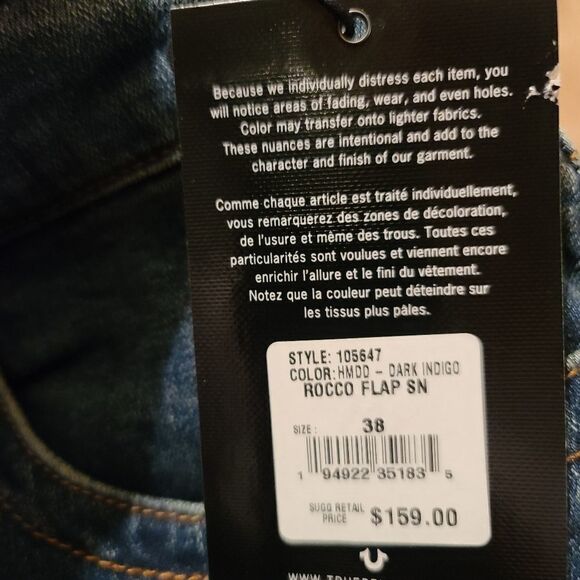 Because we individually distress each item, you
will notice areas of fading, wear, and even holes.
Color may transfer onto lighter fabrics.
These nuances are intentional and add to the
character and finish of our garment.
Comme chaque article est traité individuellement,
vous remarquerez des zones de décoloration,
de l'usure et même des trous. Toutes ces
particularités sont voulues et viennent encore
enrichir l'allure et le fini du vêtement.
Notez que la couleur peut déteindre sur
les tissus plus pâles.
STYLE: 105647
COLOR:HMDD - DARK INDIGO
ROCCO FLAP SN
SIZE: 38
1 94922 35183 5
SUGG RETAIL
PRICE $159.00